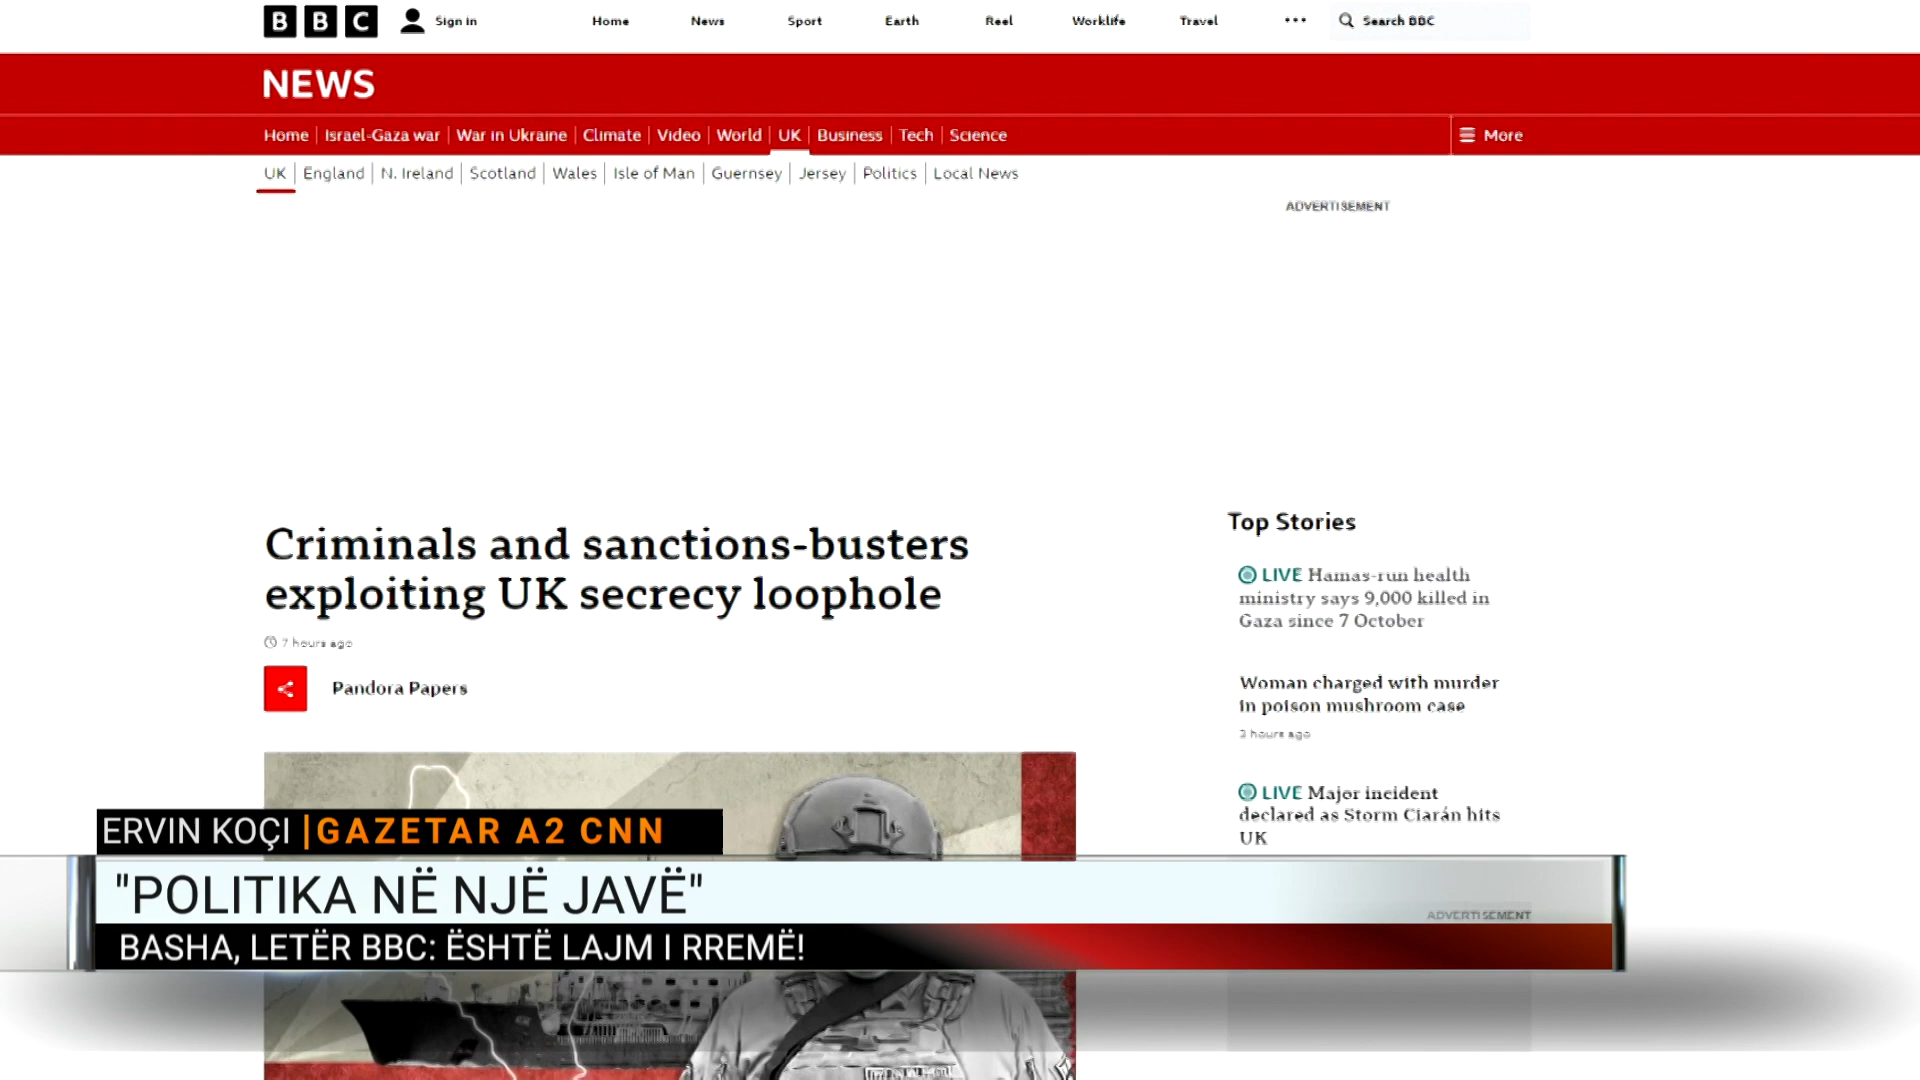 BBC
Sign in
Home
News
Sport
Earth
Reel
Worklife
Travel
Search BBC
NEWS
Home
Israel-Gaza war
War in Ukraine
Climate
Video
World
UK
Business
Tech
Science
More
UK
England
N. Ireland
Scotland
Wales
Isle of Man
Guernsey
Jersey
Politics
Local News
ADVERTISEMENT
Criminals and sanctions-busters
exploiting UK secrecy loophole
7 hours ago
Pandora Papers
Top Stories
LIVE Hamas-run health
ministry says 9,000 killed in
Gaza since 7 October
Woman charged with murder
in poison mushroom case
3 hours ago
LIVE Major incident
declared as Storm Ciarán hits
UK
ADVERTISEMENT
ERVIN KOÇI |GAZETAR A2 CNN
"POLITIKA NË NJË JAVË"
BASHA, LETËR BBC: ËSHTË LAJM I RREMË!